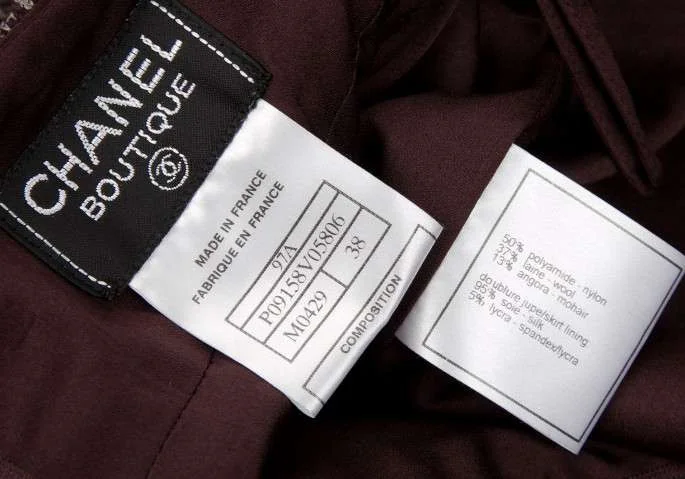 CHANEL
BOUTIQUE
MADE IN FRANCE
FABRIQUE EN FRANCE
97A
P09158V05806
M0429 38
COMPOSITION
50% polyamide - nylon
37% laine - wool
13% angora - mohair
doublure jupe/skirt lining
95% soie - silk
5% lycra - spandex/lycra